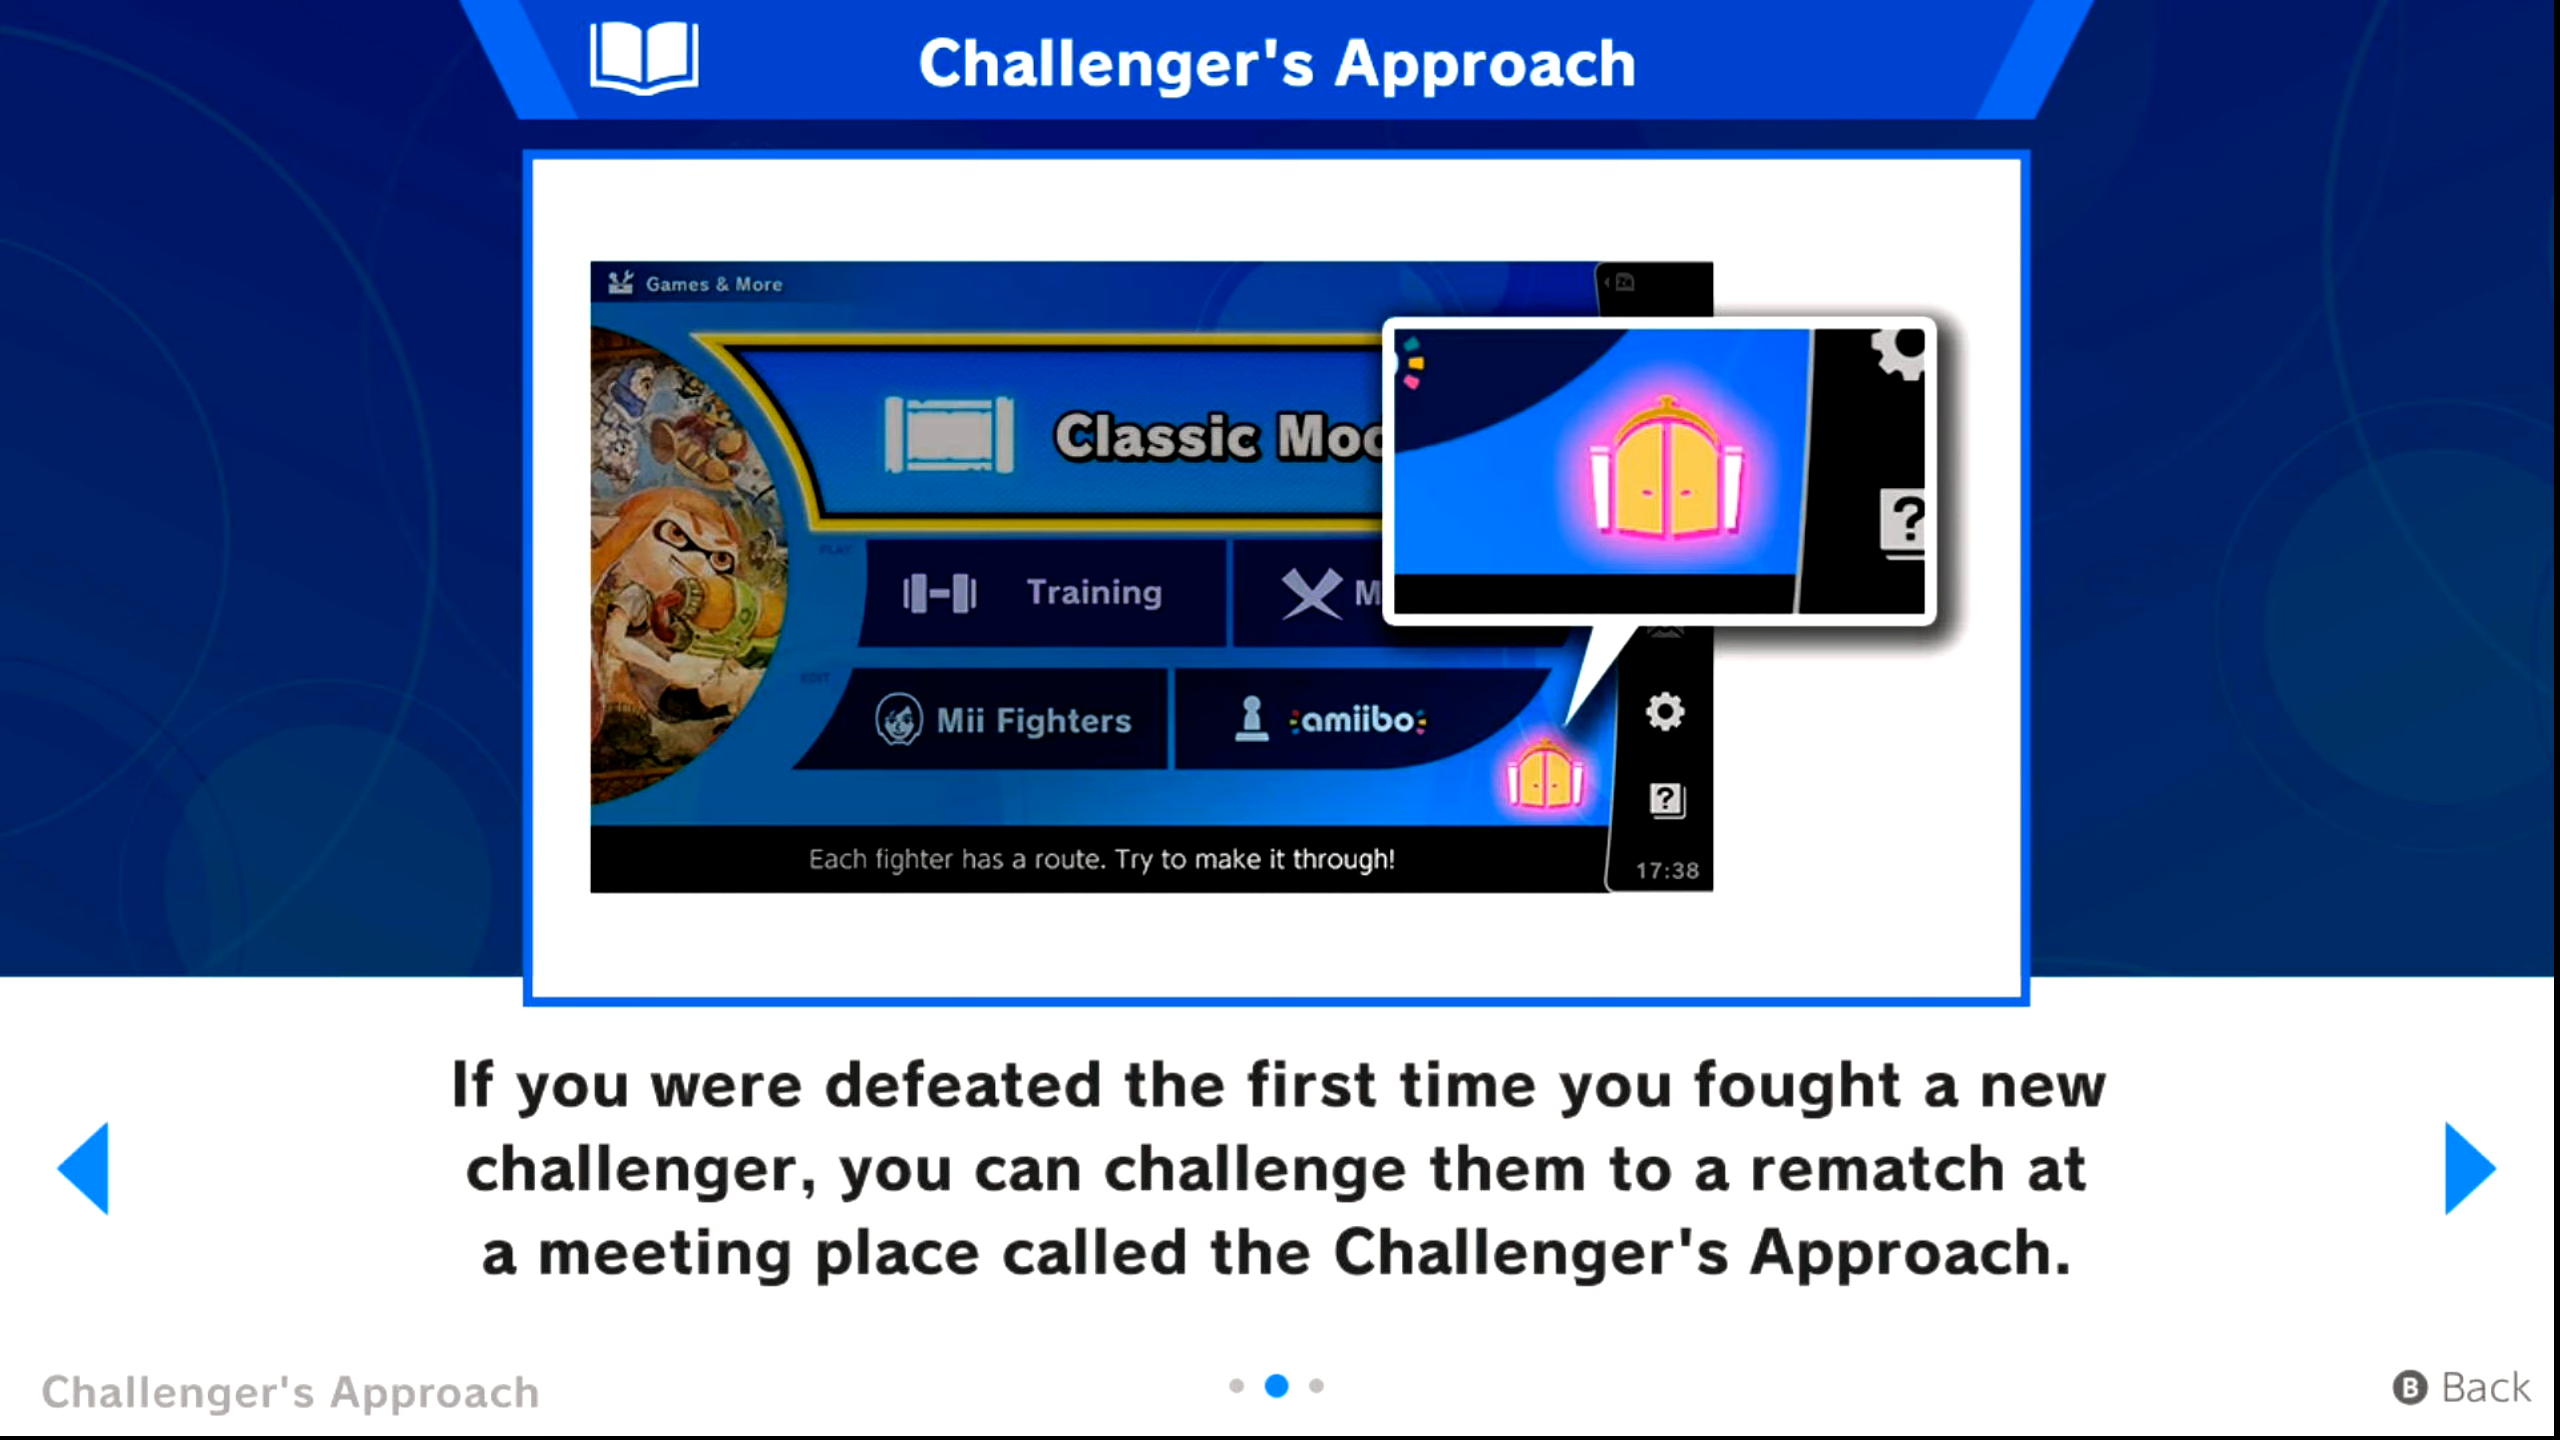 Challenger's Approach
Games & More
Classic
PLAY
Training
?
EDIT
Mii Fighters
amiibo
?
Each fighter has a route. Try to make it through!
17:38
If you were defeated the first time you fought a new
challenger, you can challenge them to a rematch at
a meeting place called the Challenger's Approach.
Challenger's Approach
B Back